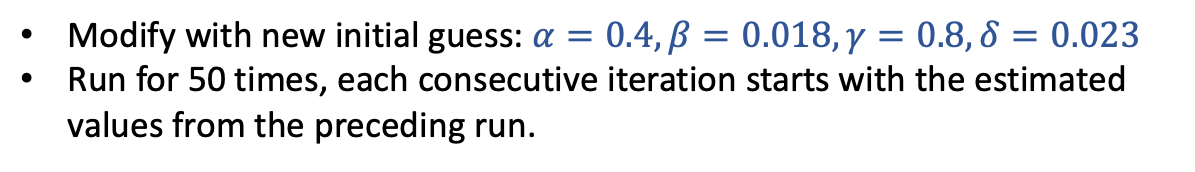 • Modify with new initial guess: α = 0.4, β = 0.018, γ = 0.8, δ = 0.023
• Run for 50 times, each consecutive iteration starts with the estimated
values from the preceding run.